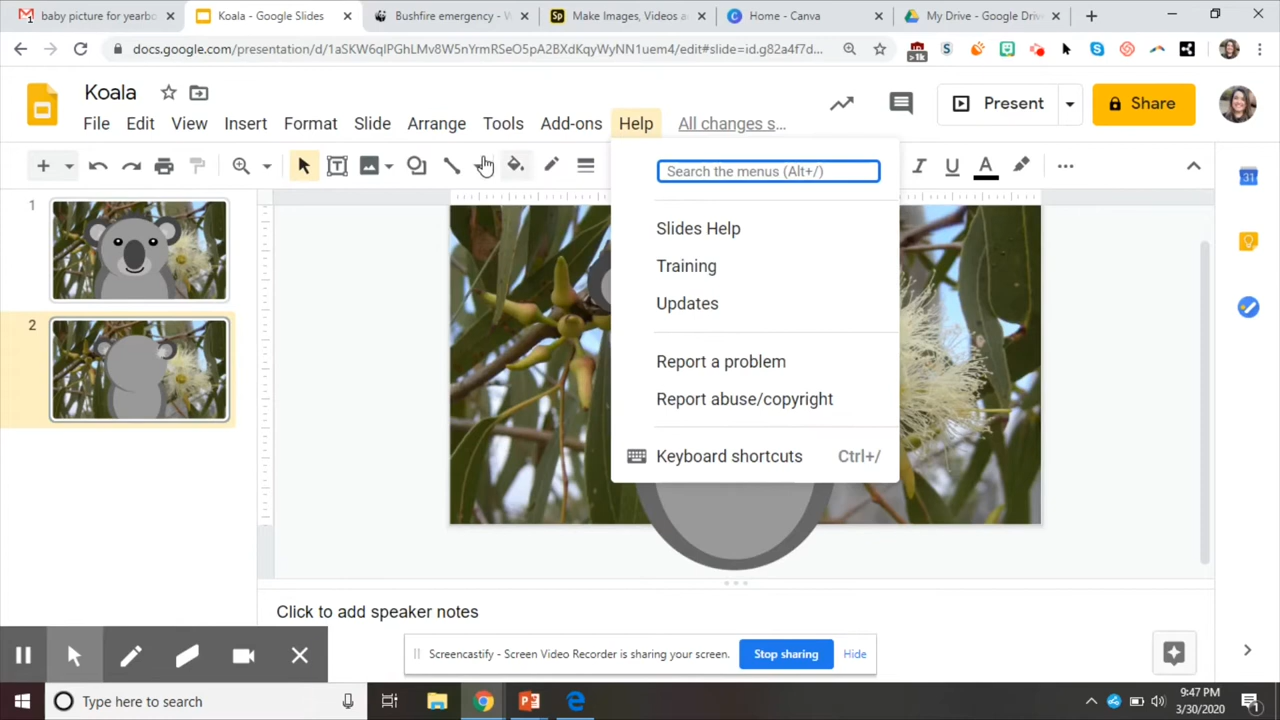 baby picture for yearbo
Koala - Google Slides
Bushfire emergency - W
Make Images, Videos a
Home - Canva
My Drive - Google Driv
docs.google.com/presentation/d/1aSKW6qlPGhLMv8W5nYrmRSeO5pA2BXdKqyWyNN1uem4/edit#slide=id.g82a4f7d...
Koala
Present
Share
File Edit View Insert Format Slide Arrange Tools Add-ons Help All changes s...
Search the menus (Alt+/)
Slides Help
Training
Updates
Report a problem
Report abuse/copyright
Keyboard shortcuts Ctrl+/
1
2
Click to add speaker notes
Screencastify - Screen Video Recorder is sharing your screen.
Stop sharing
Hide
Type here to search
9:47 PM
3/30/2020